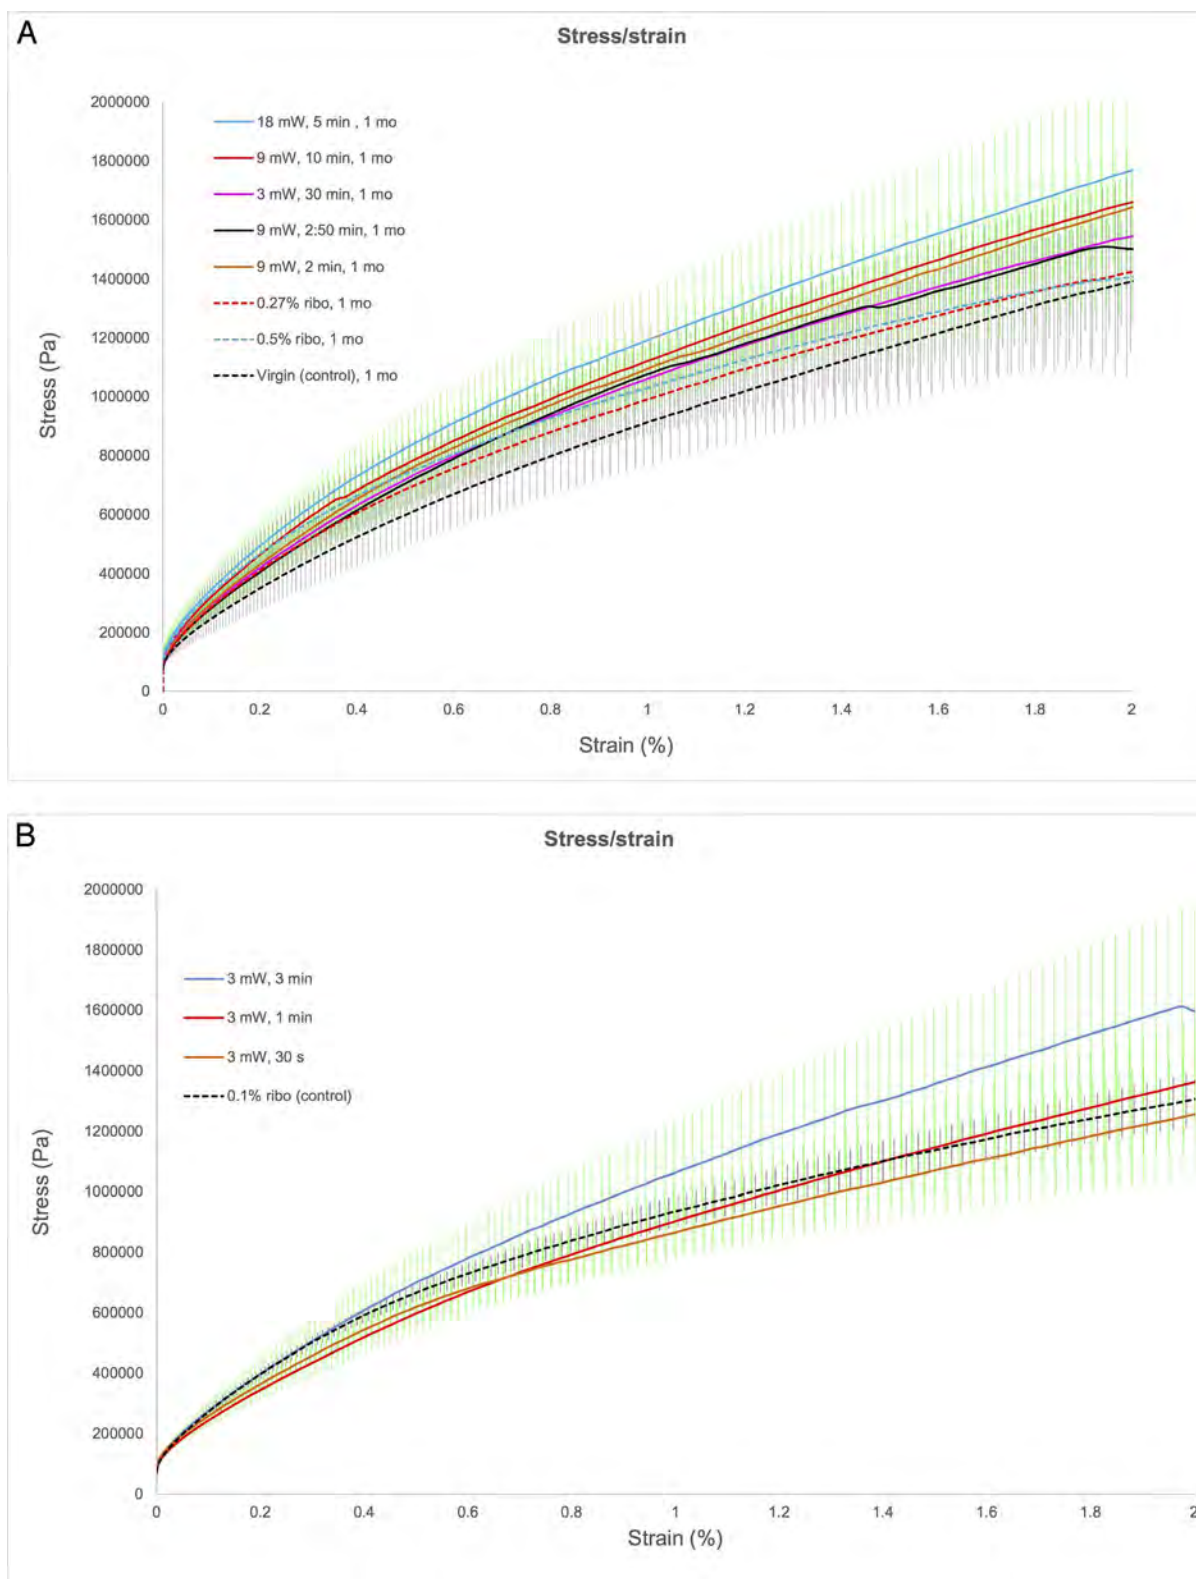 A
Stress/strain
2000000
1800000
1600000
1400000
1200000
1000000
800000
600000
400000
200000
0
Stress (Pa)
18 mW, 5 min , 1 mo
9 mW, 10 min, 1 mo
3 mW, 30 min, 1 mo
9 mW, 2:50 min, 1 mo
9 mW, 2 min, 1 mo
0.27% ribo, 1 mo
0.5% ribo, 1 mo
Virgin (control), 1 mo
0 0.2 0.4 0.6 0.8 1 1.2 1.4 1.6 1.8 2
Strain (%)
B
Stress/strain
2000000
1800000
1600000
1400000
1200000
1000000
800000
600000
400000
200000
0
Stress (Pa)
3 mW, 3 min
3 mW, 1 min
3 mW, 30 s
0.1% ribo (control)
0 0.2 0.4 0.6 0.8 1 1.2 1.4 1.6 1.8 2
Strain (%)